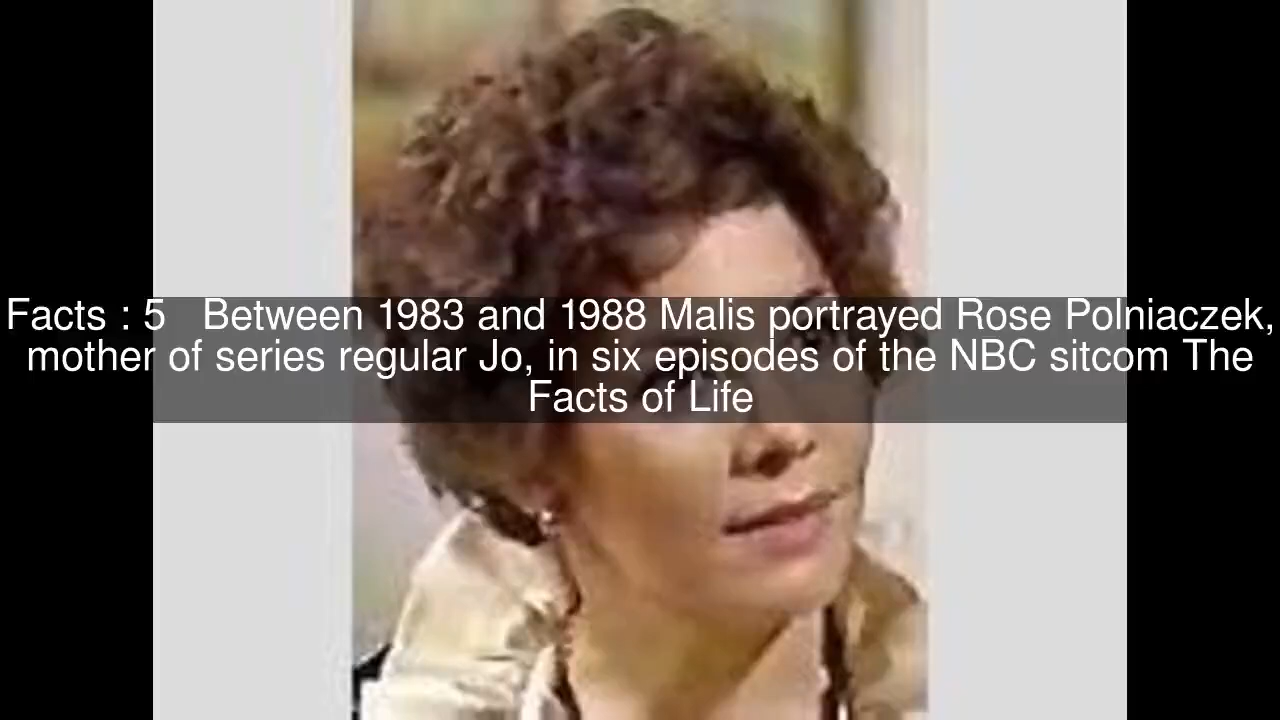 Facts : 5   Between 1983 and 1988 Malis portrayed Rose Polniaczek,
mother of series regular Jo, in six episodes of the NBC sitcom The
Facts of Life